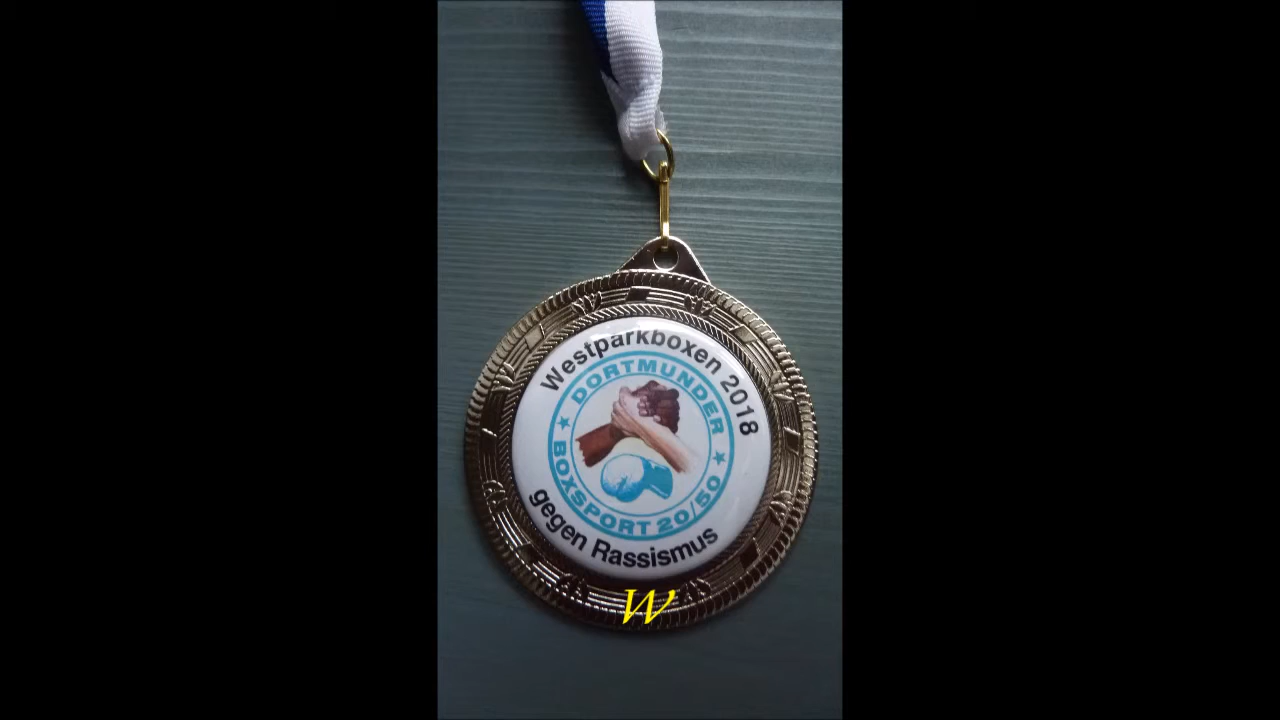 Westparkboxen 2018
DORTMUNDER
BOXSPORT 20/50
gegen Rassismus
W